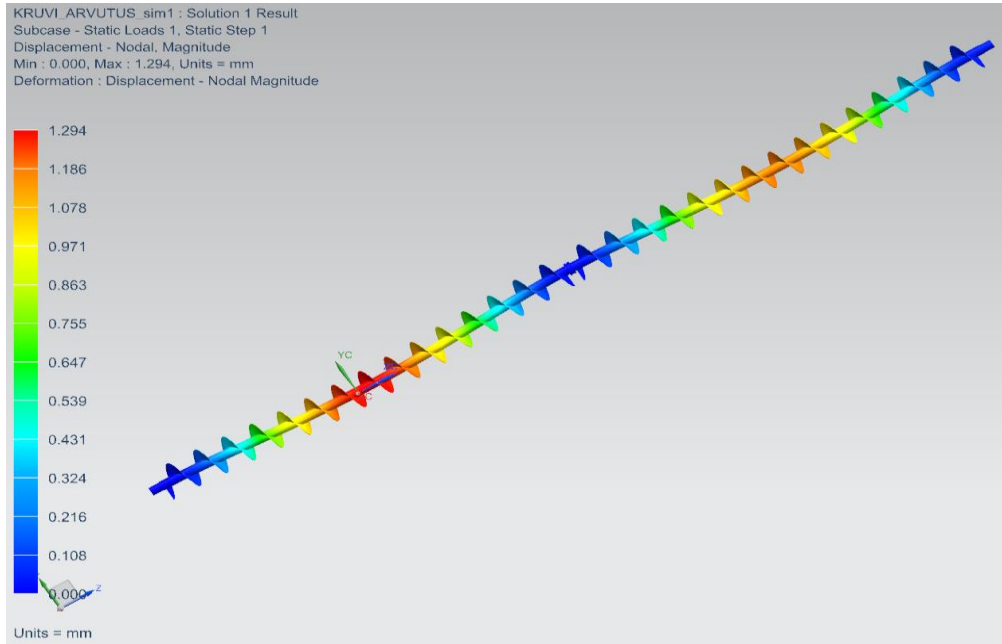 KRUVI_ARVUTUS_sim1 : Solution 1 Result
Subcase - Static Loads 1, Static Step 1
Displacement - Nodal, Magnitude
Min : 0.000, Max : 1.294, Units = mm
Deformation : Displacement - Nodal Magnitude
1.294
1.186
1.078
0.971
0.863
0.755
0.647
0.539
0.431
0.324
0.216
0.108
0.000
YC
C
Z
Units = mm